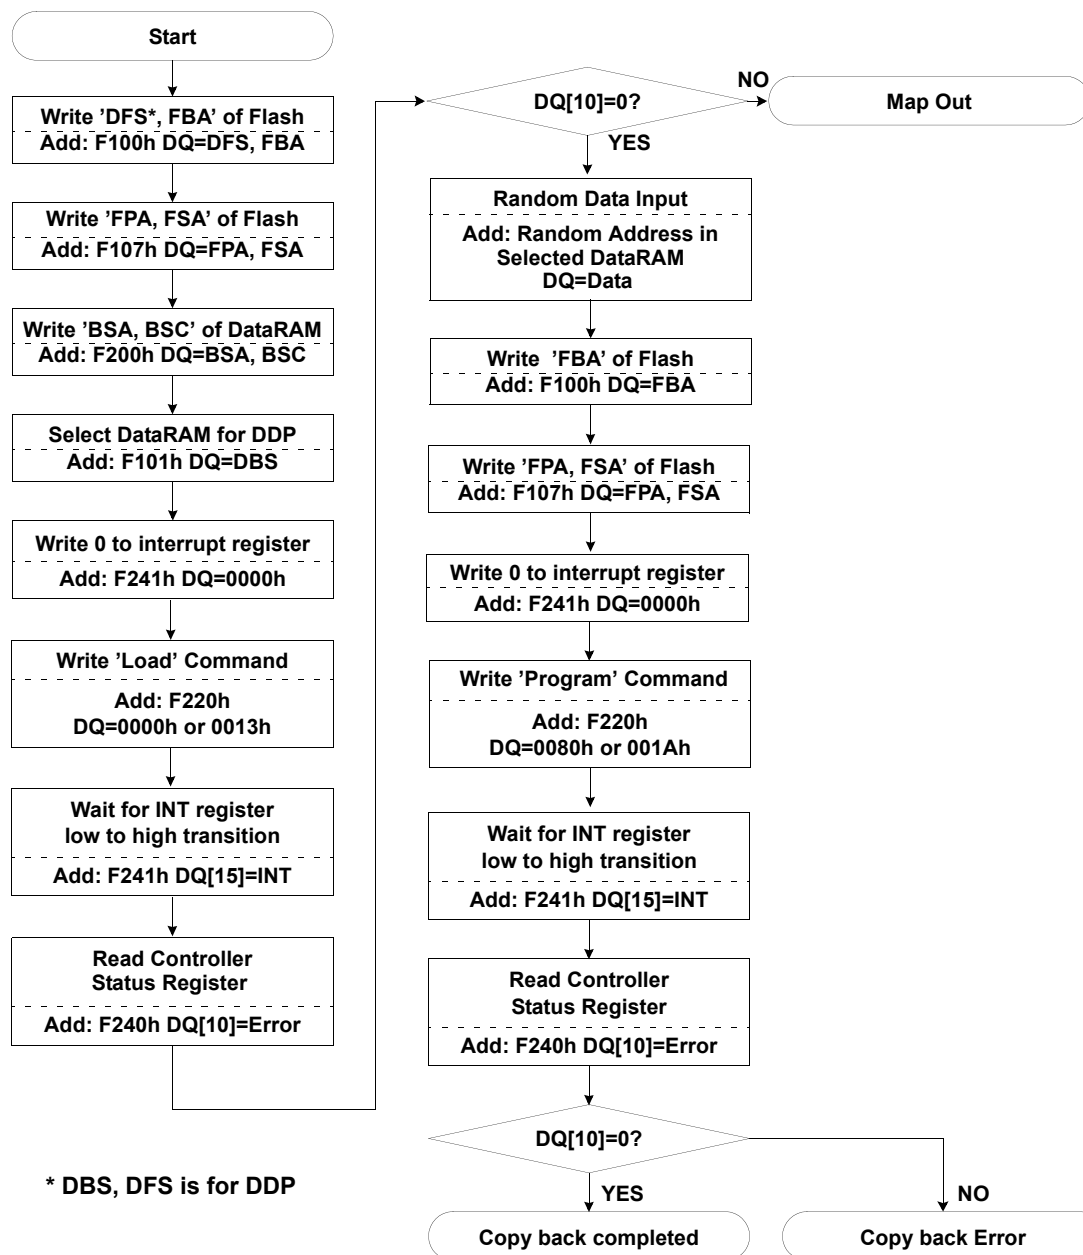 Start
Write 'DFS*, FBA' of Flash
Add: F100h DQ=DFS, FBA
Write 'FPA, FSA' of Flash
Add: F107h DQ=FPA, FSA
Write 'BSA, BSC' of DataRAM
Add: F200h DQ=BSA, BSC
Select DataRAM for DDP
Add: F101h DQ=DBS
Write 0 to interrupt register
Add: F241h DQ=0000h
Write 'Load' Command
Add: F220h
DQ=0000h or 0013h
Wait for INT register
low to high transition
Add: F241h DQ[15]=INT
Read Controller
Status Register
Add: F240h DQ[10]=Error
DQ[10]=0?
NO
Map Out
YES
Random Data Input
Add: Random Address in
Selected DataRAM
DQ=Data
Write 'FBA' of Flash
Add: F100h DQ=FBA
Write 'FPA, FSA' of Flash
Add: F107h DQ=FPA, FSA
Write 0 to interrupt register
Add: F241h DQ=0000h
Write 'Program' Command
Add: F220h
DQ=0080h or 001Ah
Wait for INT register
low to high transition
Add: F241h DQ[15]=INT
Read Controller
Status Register
Add: F240h DQ[10]=Error
DQ[10]=0?
YES
NO
Copy back completed
Copy back Error
* DBS, DFS is for DDP